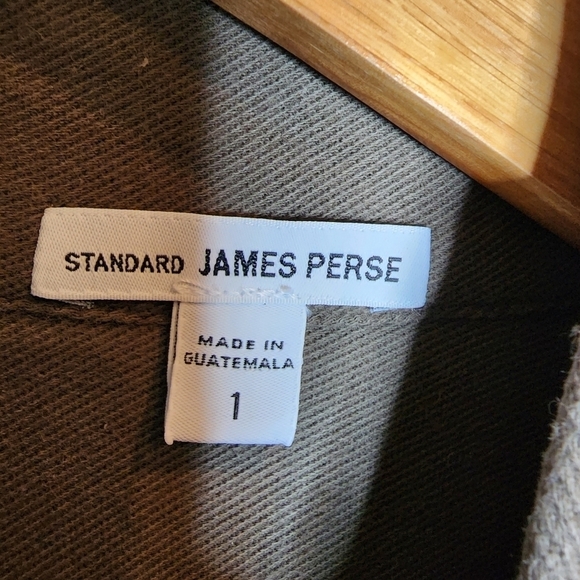 STANDARD JAMES PERSE
MADE IN
GUATEMALA
1